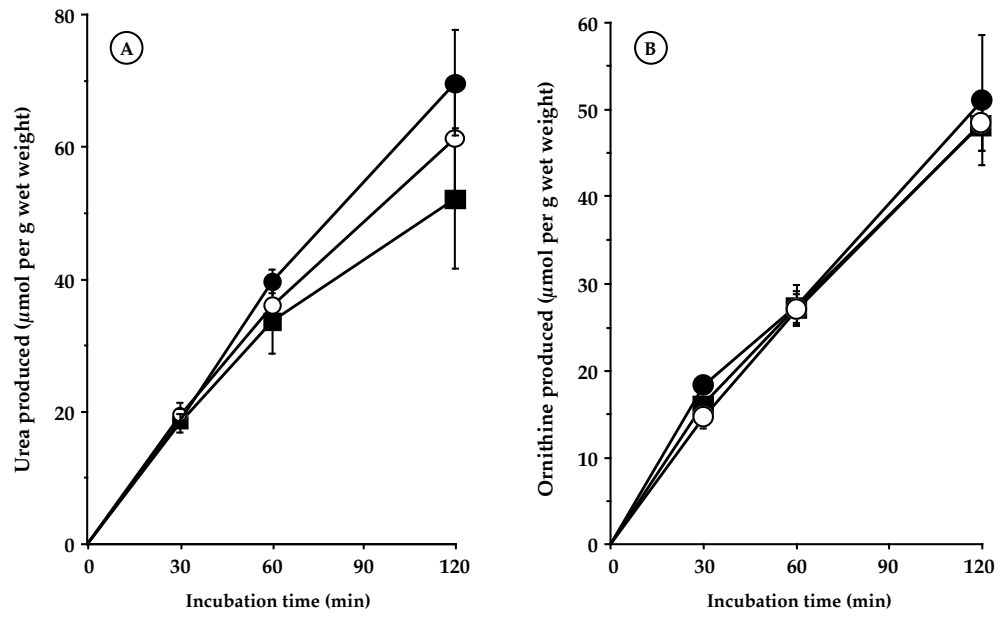 A
Urea produced (μmol per g wet weight)
80
60
40
20
0
0 30 60 90 120
Incubation time (min)
B
Ornithine produced (μmol per g wet weight)
60
50
40
30
20
10
0
0 30 60 90 120
Incubation time (min)